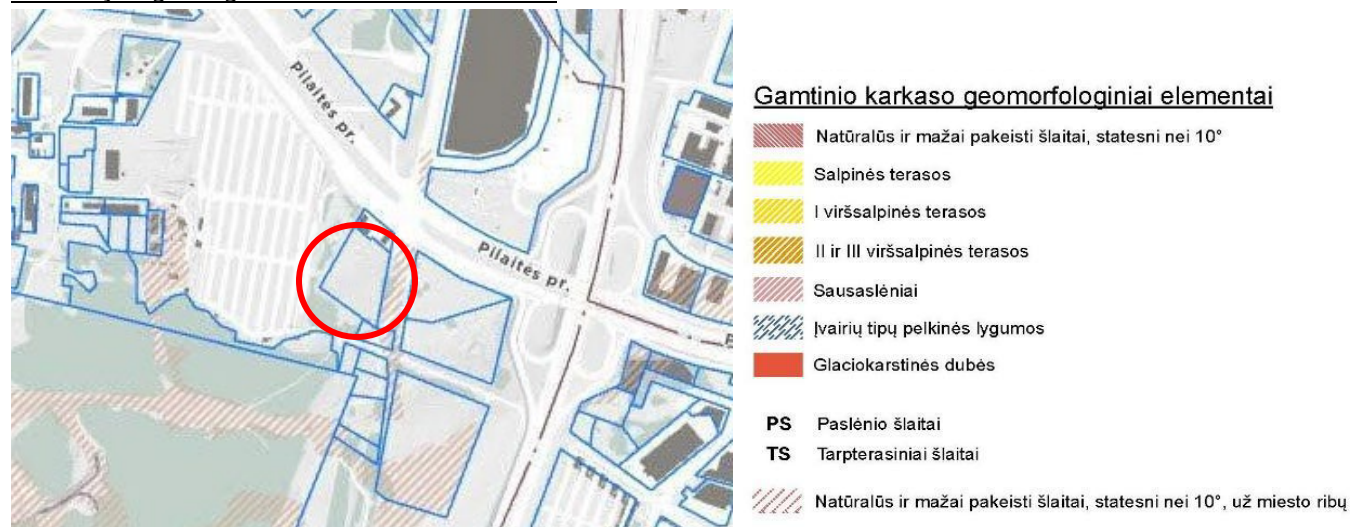 Pilaitės pr.
Pilaitės pr.
Gamtinio karkaso geomorfologiniai elementai
Natūralūs ir mažai pakeisti šlaitai, statesni nei 10°
Salpinės terasos
I viršsalpinės terasos
II ir III viršsalpinės terasos
Sausaslėniai
Įvairių tipų pelkinės lygumos
Glaciokarstinės dubės
PS Paslėnio šlaitai
TS Tarpterasiniai šlaitai
Natūralūs ir mažai pakeisti šlaitai, statesni nei 10°, už miesto ribų